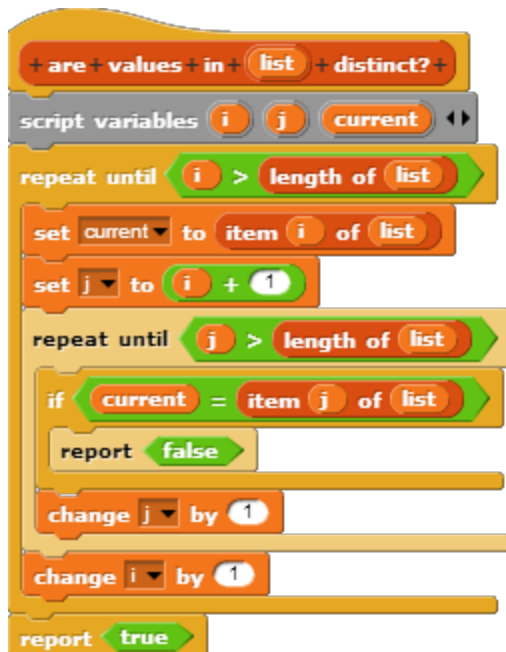 + are + values + in + list + distinct? +
script variables i j current
repeat until i > length of list
set current to item i of list
set j to i + 1
repeat until j > length of list
if current = item j of list
report false
change j by 1
change i by 1
report true